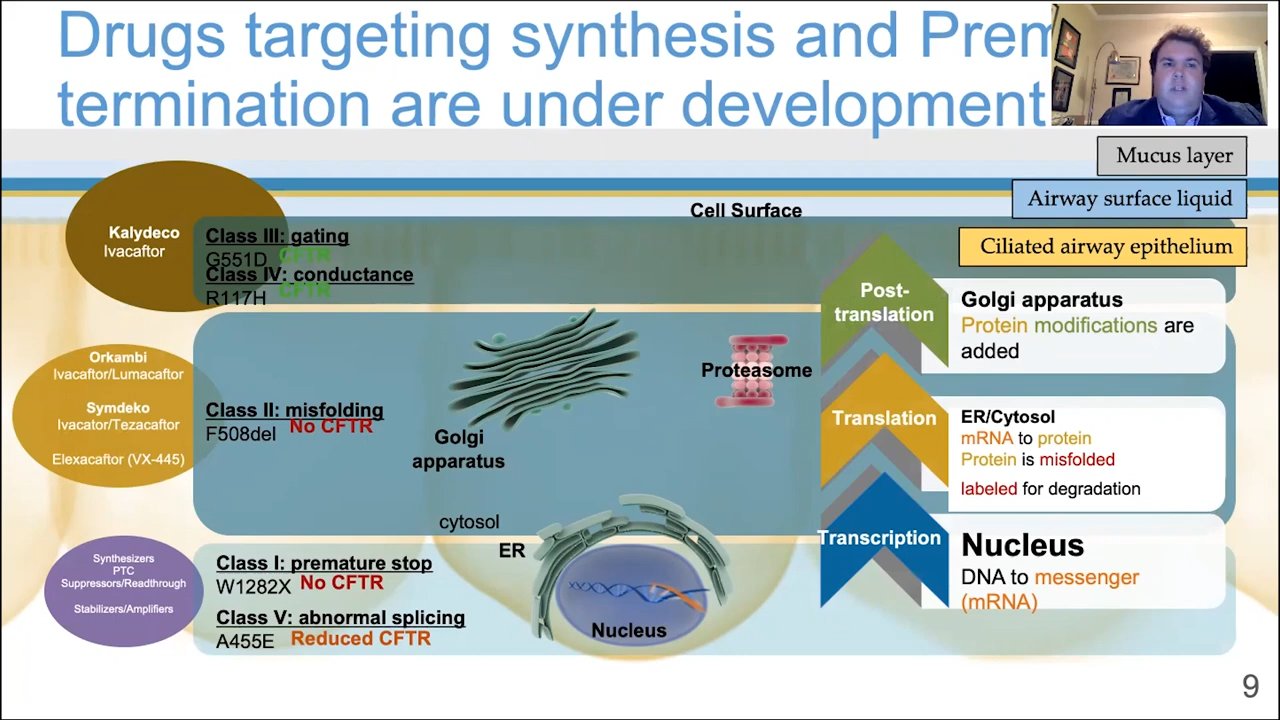 Drugs targeting synthesis and Prem
termination are under development
Mucus layer
Airway surface liquid
Ciliated airway epithelium
Cell Surface
Kalydeco
Ivacaftor
Class III: gating
G551D CFTR
Class IV: conductance
R117H CFTR
Orkambi
Ivacaftor/Lumacaftor
Symdeko
Ivacator/Tezacaftor
Elexacaftor (VX-445)
Class II: misfolding
F508del No CFTR
Golgi
apparatus
Proteasome
cytosol
ER
Nucleus
Synthesizers
PTC
Suppressors/Readthrough
Stabilizers/Amplifiers
Class I: premature stop
W1282X No CFTR
Class V: abnormal splicing
A455E Reduced CFTR
Post-
translation
Golgi apparatus
Protein modifications are
added
Translation
ER/Cytosol
mRNA to protein
Protein is misfolded
labeled for degradation
Transcription
Nucleus
DNA to messenger
(mRNA)
9